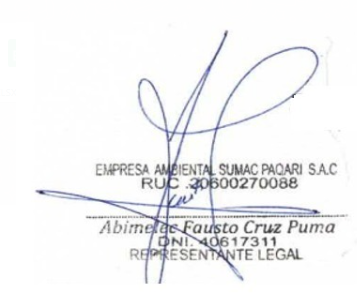 EMPRESA AMBIENTAL SUMAC PAQARI S.A.C
RUC .20600270088
Abimelec Fausto Cruz Puma
DNI. 40617311
REPRESENTANTE LEGAL